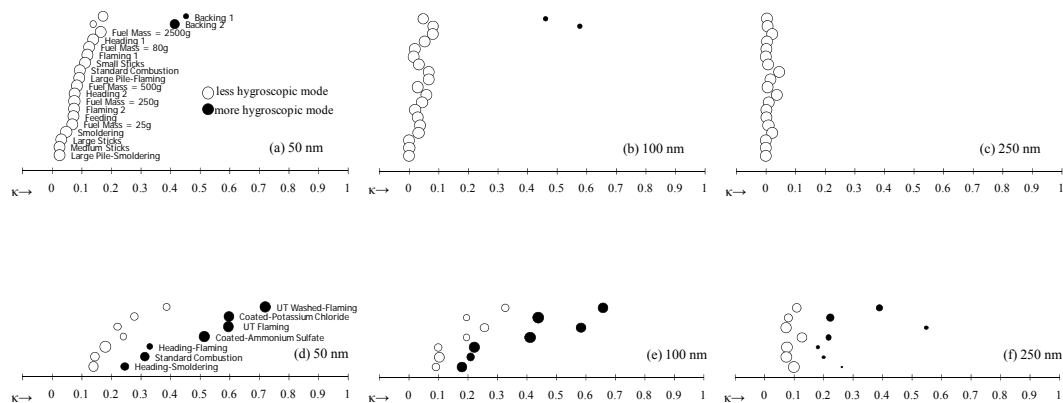 Backing 1
Backing 2
Fuel Mass = 2500g
Heading 1
Fuel Mass = 80g
Flaming 1
Small Sticks
Standard Combustion
Large Pile-Flaming
Fuel Mass = 500g
Heading 2
Fuel Mass = 250g
Flaming 2
Feeding
Fuel Mass = 25g
Smoldering
Large Sticks
Medium Sticks
Large Pile-Smoldering
less hygroscopic mode
more hygroscopic mode
(a) 50 nm
(b) 100 nm
(c) 250 nm
κ→ 0 0.1 0.2 0.3 0.4 0.5 0.6 0.7 0.8 0.9 1
κ→ 0 0.1 0.2 0.3 0.4 0.5 0.6 0.7 0.8 0.9 1
κ→ 0 0.1 0.2 0.3 0.4 0.5 0.6 0.7 0.8 0.9 1
UT Washed-Flaming
Coated-Potassium Chloride
UT Flaming
Coated-Ammonium Sulfate
Heading-Flaming
Standard Combustion
Heading-Smoldering
(d) 50 nm
(e) 100 nm
(f) 250 nm
κ→ 0 0.1 0.2 0.3 0.4 0.5 0.6 0.7 0.8 0.9 1
κ→ 0 0.1 0.2 0.3 0.4 0.5 0.6 0.7 0.8 0.9 1
κ→ 0 0.1 0.2 0.3 0.4 0.5 0.6 0.7 0.8 0.9 1